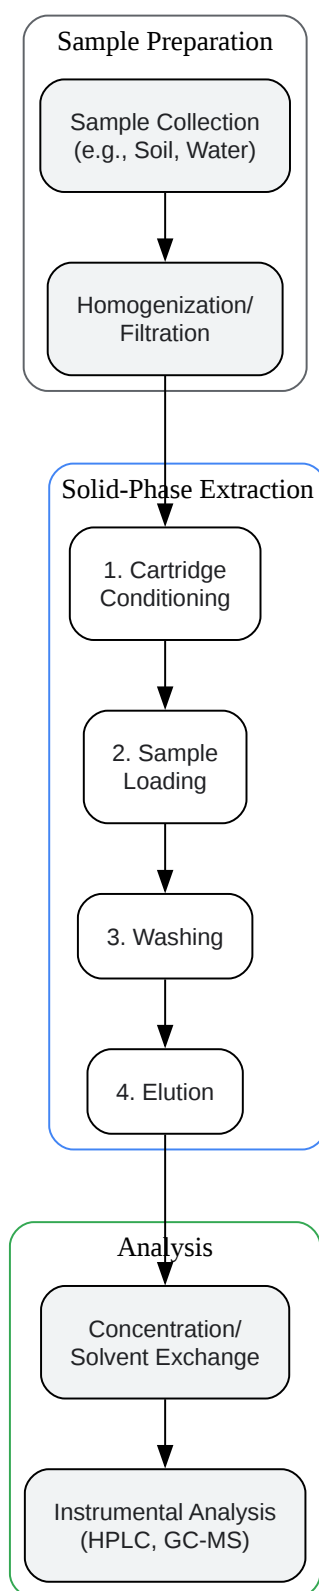 Sample Preparation
Sample Collection
(e.g., Soil, Water)
Homogenization/
Filtration
Solid-Phase Extraction
1. Cartridge
Conditioning
2. Sample
Loading
3. Washing
4. Elution
Analysis
Concentration/
Solvent Exchange
Instrumental Analysis
(HPLC, GC-MS)